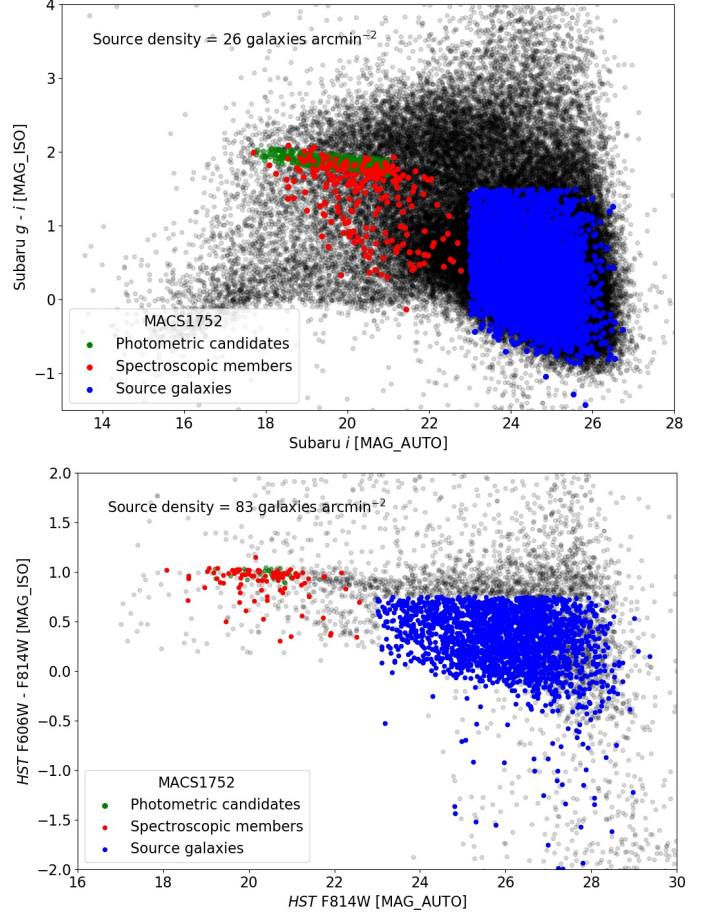 4
3
2
1
0
−1
Subaru g - i [MAG_ISO]
Source density = 26 galaxies arcmin−2
MACS1752
Photometric candidates
Spectroscopic members
Source galaxies
14 16 18 20 22 24 26 28
Subaru i [MAG_AUTO]
2.0
1.5
1.0
0.5
0.0
−0.5
−1.0
−1.5
−2.0
HST F606W - F814W [MAG_ISO]
Source density = 83 galaxies arcmin−2
MACS1752
Photometric candidates
Spectroscopic members
Source galaxies
16 18 20 22 24 26 28 30
HST F814W [MAG_AUTO]